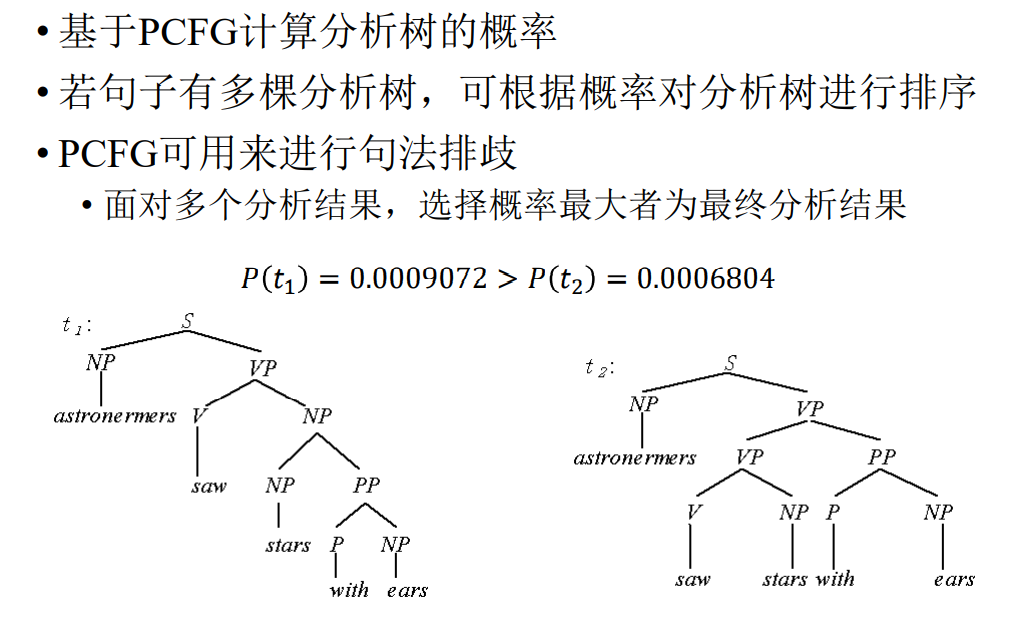 • 基于PCFG计算分析树的概率
• 若句子有多棵分析树，可根据概率对分析树进行排序
• PCFG可用来进行句法排歧
• 面对多个分析结果，选择概率最大者为最终分析结果
P(t₁) = 0.0009072 > P(t₂) = 0.0006804
t₁: S
NP VP
astronermers V NP
saw NP PP
stars P NP
with ears
t₂: S
NP VP
astronermers VP PP
V NP P NP
saw stars with ears